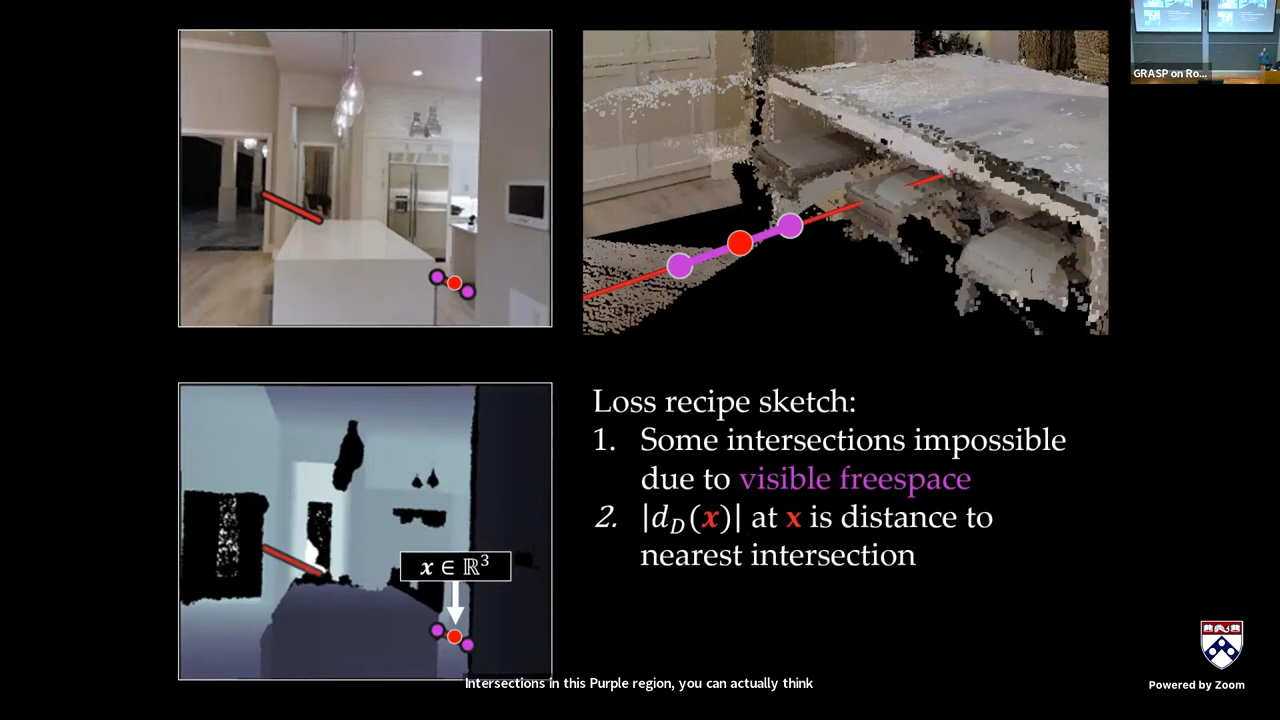 GRASP on Ro...
Loss recipe sketch:
1. Some intersections impossible
due to visible freespace
2. |d_D(x)| at x is distance to
nearest intersection
x ∈ ℝ³
Intersections in this Purple region, you can actually think
Powered by Zoom